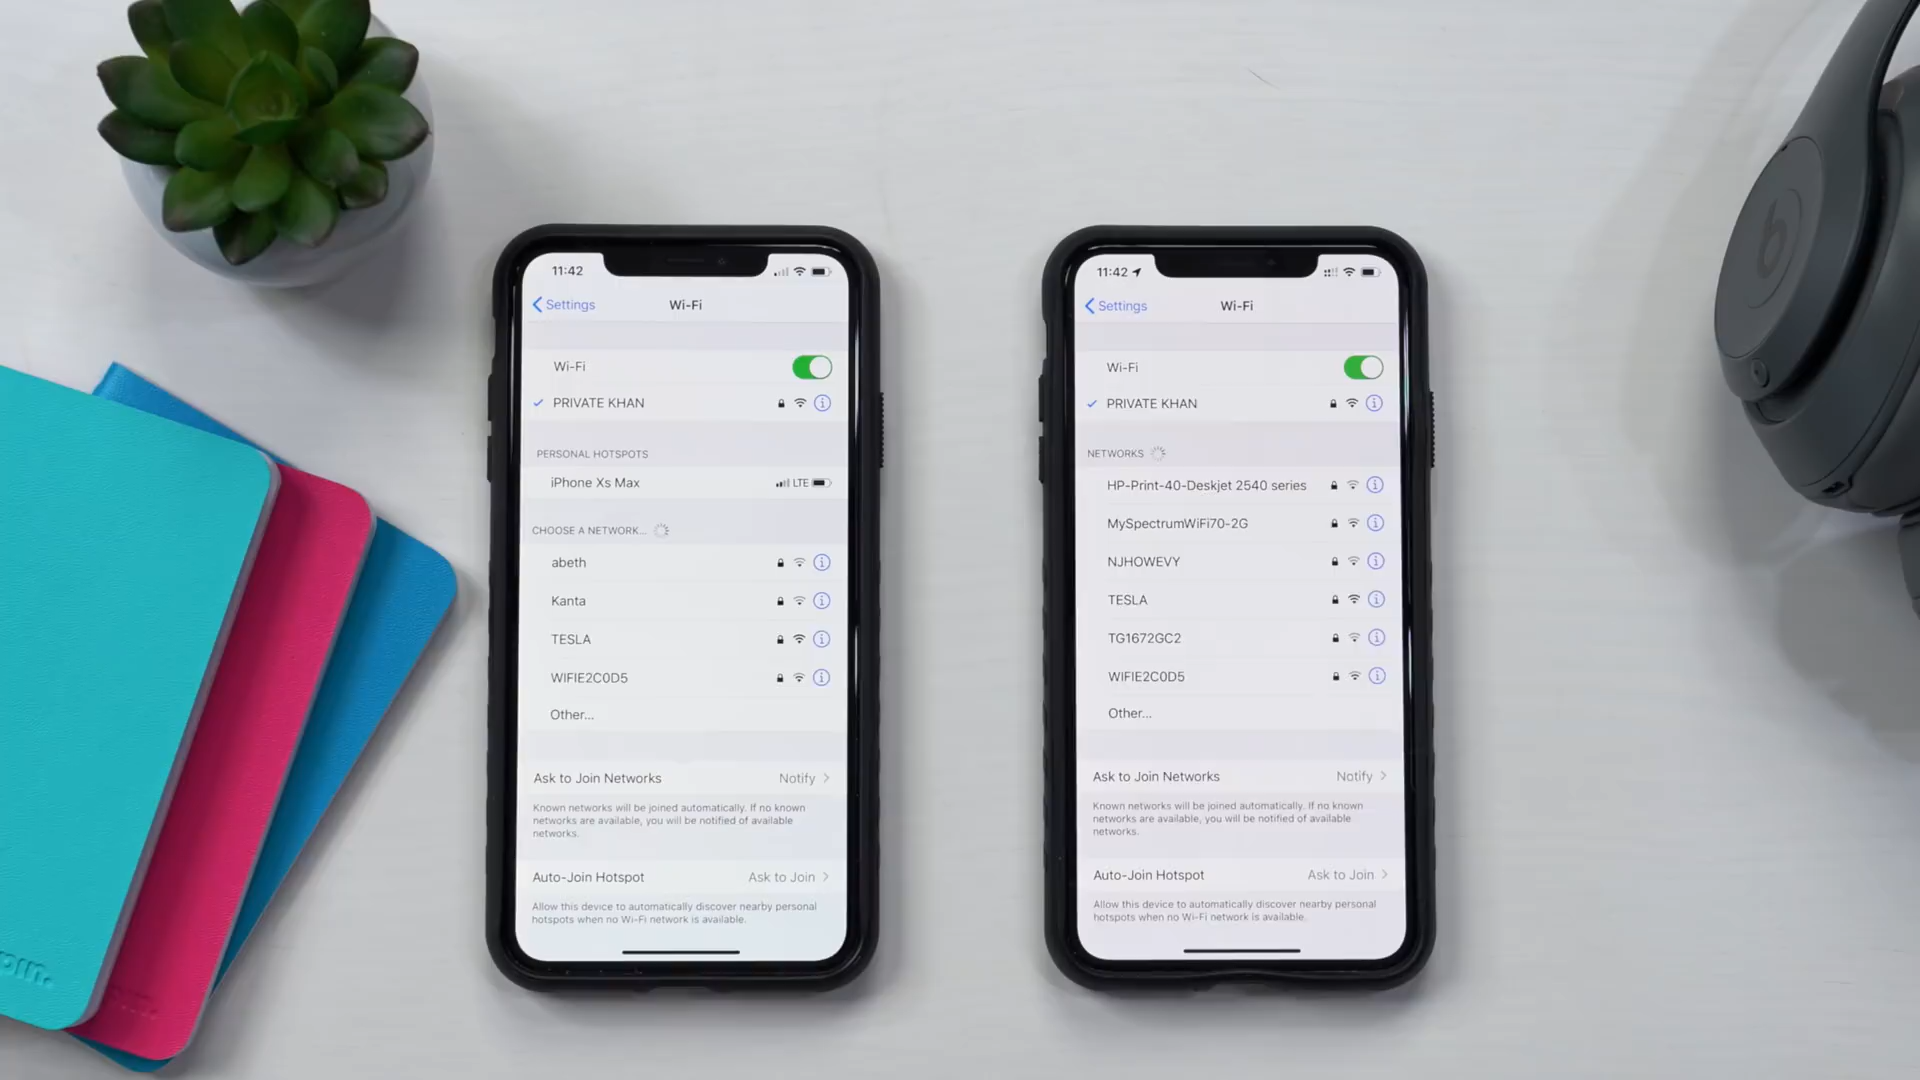 11:42
Settings
Wi-Fi
Wi-Fi
PRIVATE KHAN
PERSONAL HOTSPOTS
iPhone Xs Max
LTE
CHOOSE A NETWORK...
abeth
Kanta
TESLA
WIFIE2C0D5
Other...
Ask to Join Networks Notify
Known networks will be joined automatically. If no known
networks are available, you will be notified of available
networks.
Auto-Join Hotspot Ask to Join
Allow this device to automatically discover nearby personal
hotspots when no Wi-Fi network is available.
11:42
Settings
Wi-Fi
Wi-Fi
PRIVATE KHAN
NETWORKS
HP-Print-40-Deskjet 2540 series
MySpectrumWiFi70-2G
NJHOWEVY
TESLA
TG1672GC2
WIFIE2C0D5
Other...
Ask to Join Networks Notify
Known networks will be joined automatically. If no known
networks are available, you will be notified of available
networks.
Auto-Join Hotspot Ask to Join
Allow this device to automatically discover nearby personal
hotspots when no Wi-Fi network is available.
b